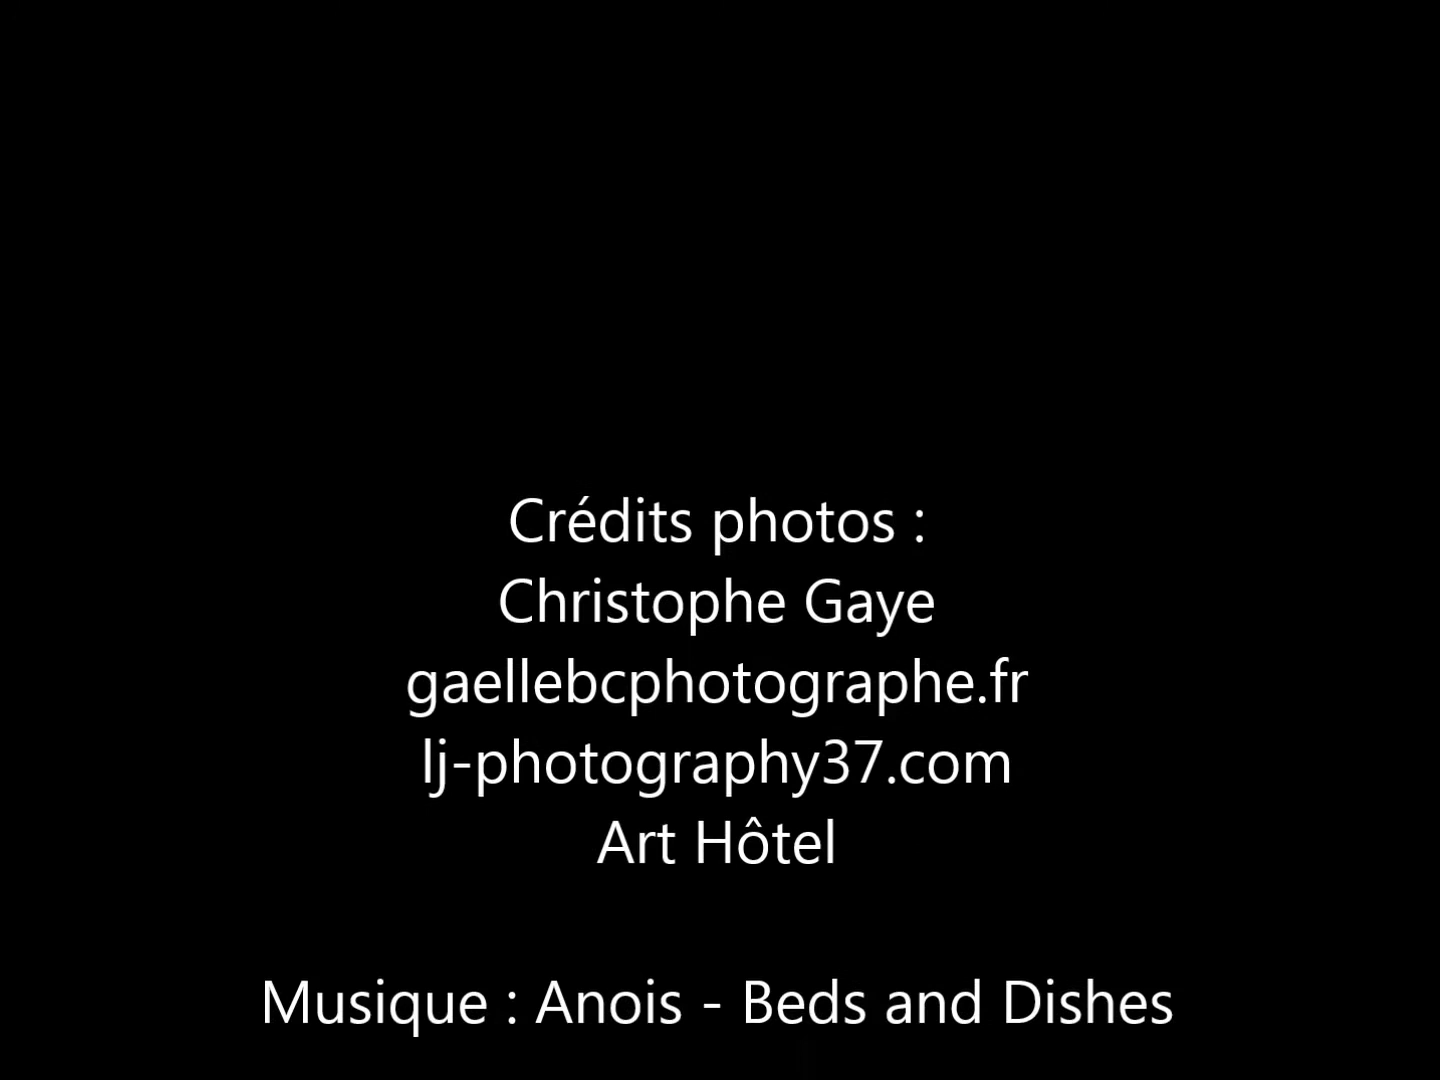 Crédits photos :
Christophe Gaye
gaellebcphotographe.fr
lj-photography37.com
Art Hôtel
Musique : Anois - Beds and Dishes